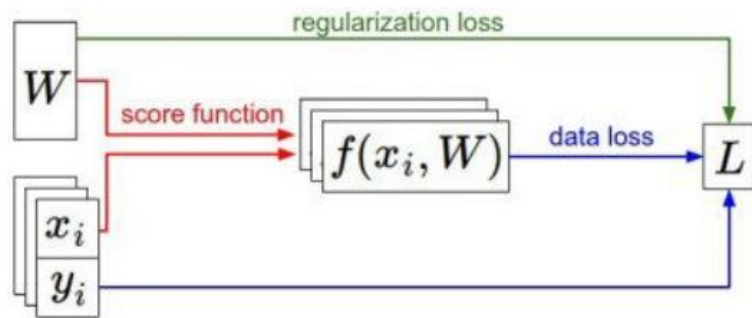 regularization loss
W
score function
f(x_i, W)
data loss
L
x_i
y_i